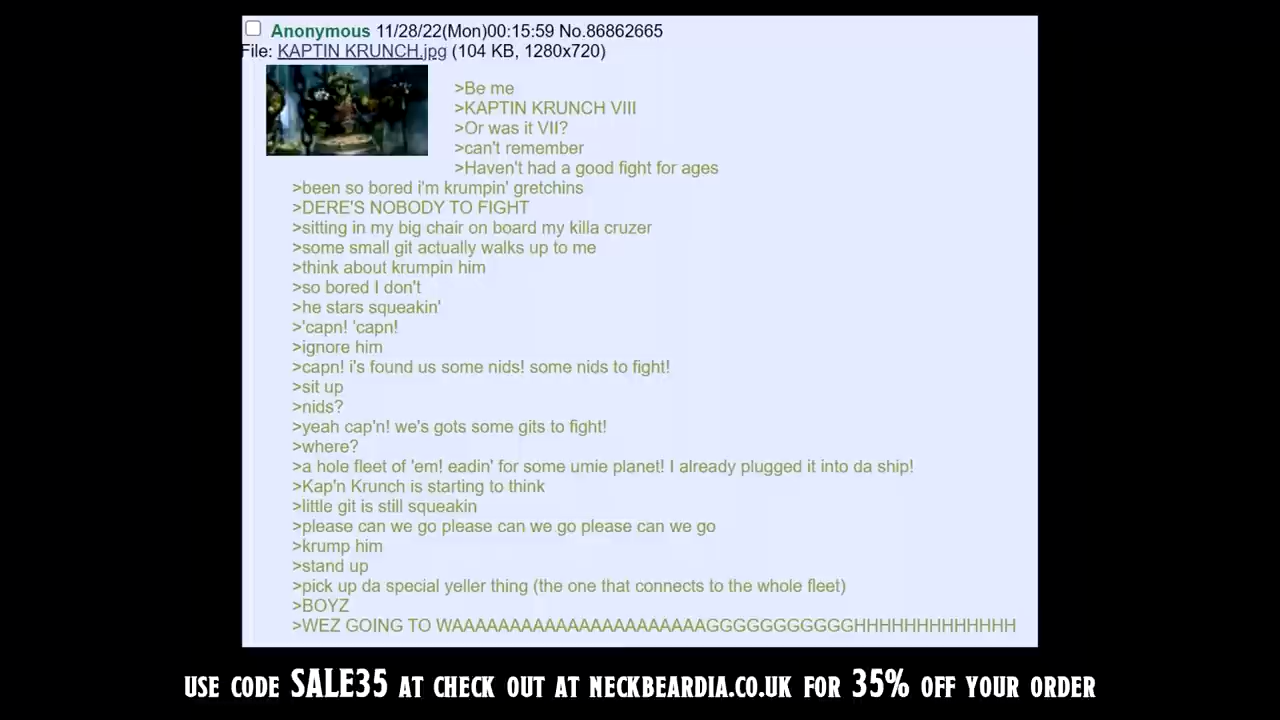 Anonymous 11/28/22(Mon)00:15:59 No.86862665
File: KAPTIN KRUNCH.jpg (104 KB, 1280x720)
>Be me
>KAPTIN KRUNCH VIII
>Or was it VII?
>can't remember
>Haven't had a good fight for ages
>been so bored i'm krumpin' gretchins
>DERE'S NOBODY TO FIGHT
>sitting in my big chair on board my killa cruzer
>some small git actually walks up to me
>think about krumpin him
>so bored I don't
>he stars squeakin'
>'capn! 'capn!
>ignore him
>capn! i's found us some nids! some nids to fight!
>sit up
>nids?
>yeah cap'n! we's gots some gits to fight!
>where?
>a hole fleet of 'em! eadin' for some umie planet! I already plugged it into da ship!
>Kap'n Krunch is starting to think
>little git is still squeakin
>please can we go please can we go please can we go
>krump him
>stand up
>pick up da special yeller thing (the one that connects to the whole fleet)
>BOYZ
>WEZ GOING TO WAAAAAAAAAAAAAAAAAAAAAAGGGGGGGGGGGHHHHHHHHHHHHH
USE CODE SALE35 AT CHECK OUT AT NECKBEARDIA.CO.UK FOR 35% OFF YOUR ORDER